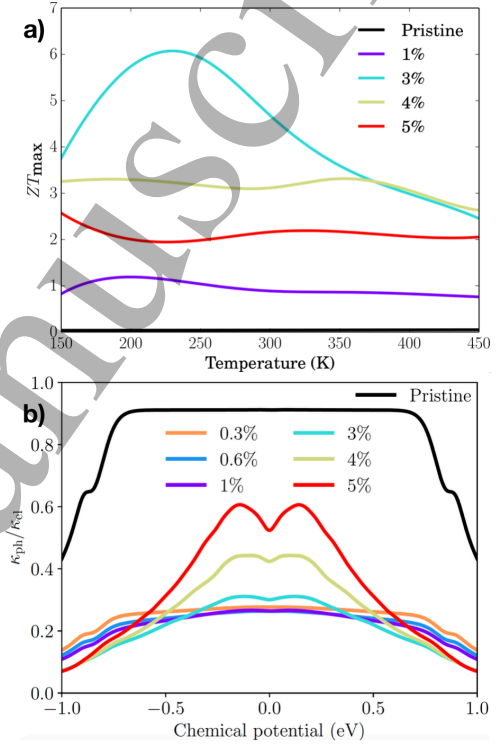 a)
7
6
5
4
3
2
1
0
ZTmax
Pristine
1%
3%
4%
5%
150 200 250 300 350 400 450
Temperature (K)
b)
1.0
0.8
0.6
0.4
0.2
0.0
κph/κel
Pristine
0.3% 3%
0.6% 4%
1% 5%
−1.0 −0.5 0.0 0.5 1.0
Chemical potential (eV)